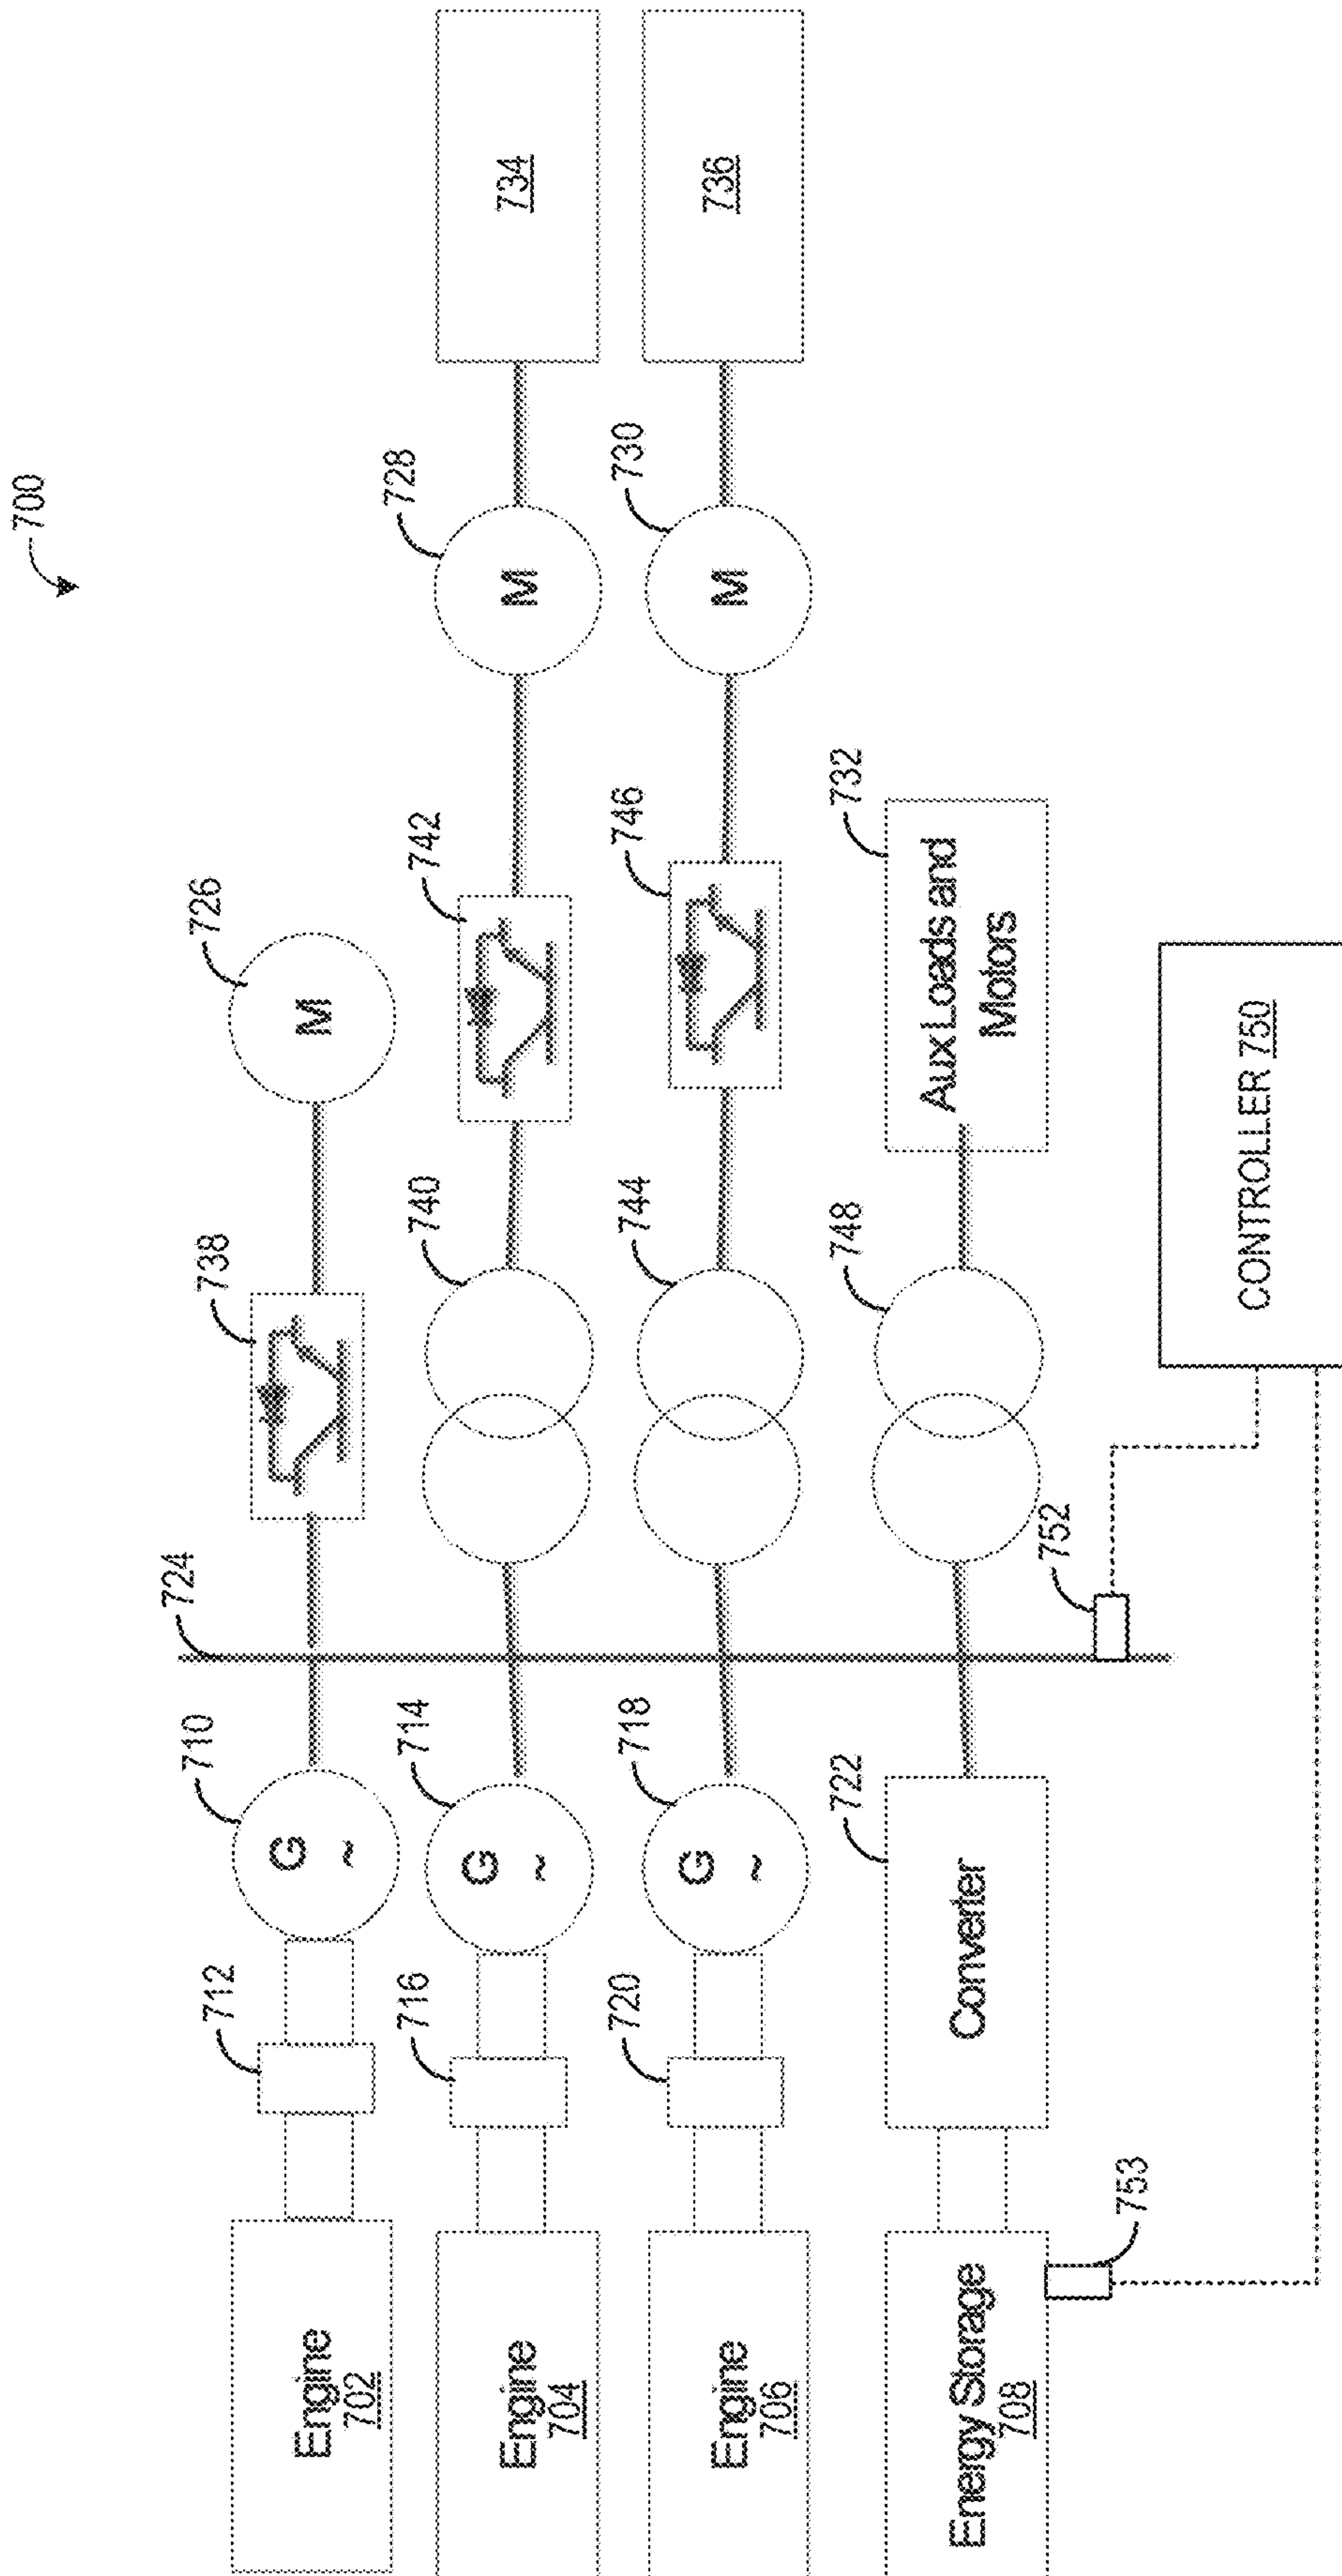 700
724
710
738
726
M
G
~
712
Engine
702
714
740
742
728
M
734
G
~
716
Engine
704
718
744
746
730
M
736
G
~
720
Engine
706
722
748
732
Converter
Aux Loads and
Motors
Energy Storage
708
753
752
CONTROLLER 750